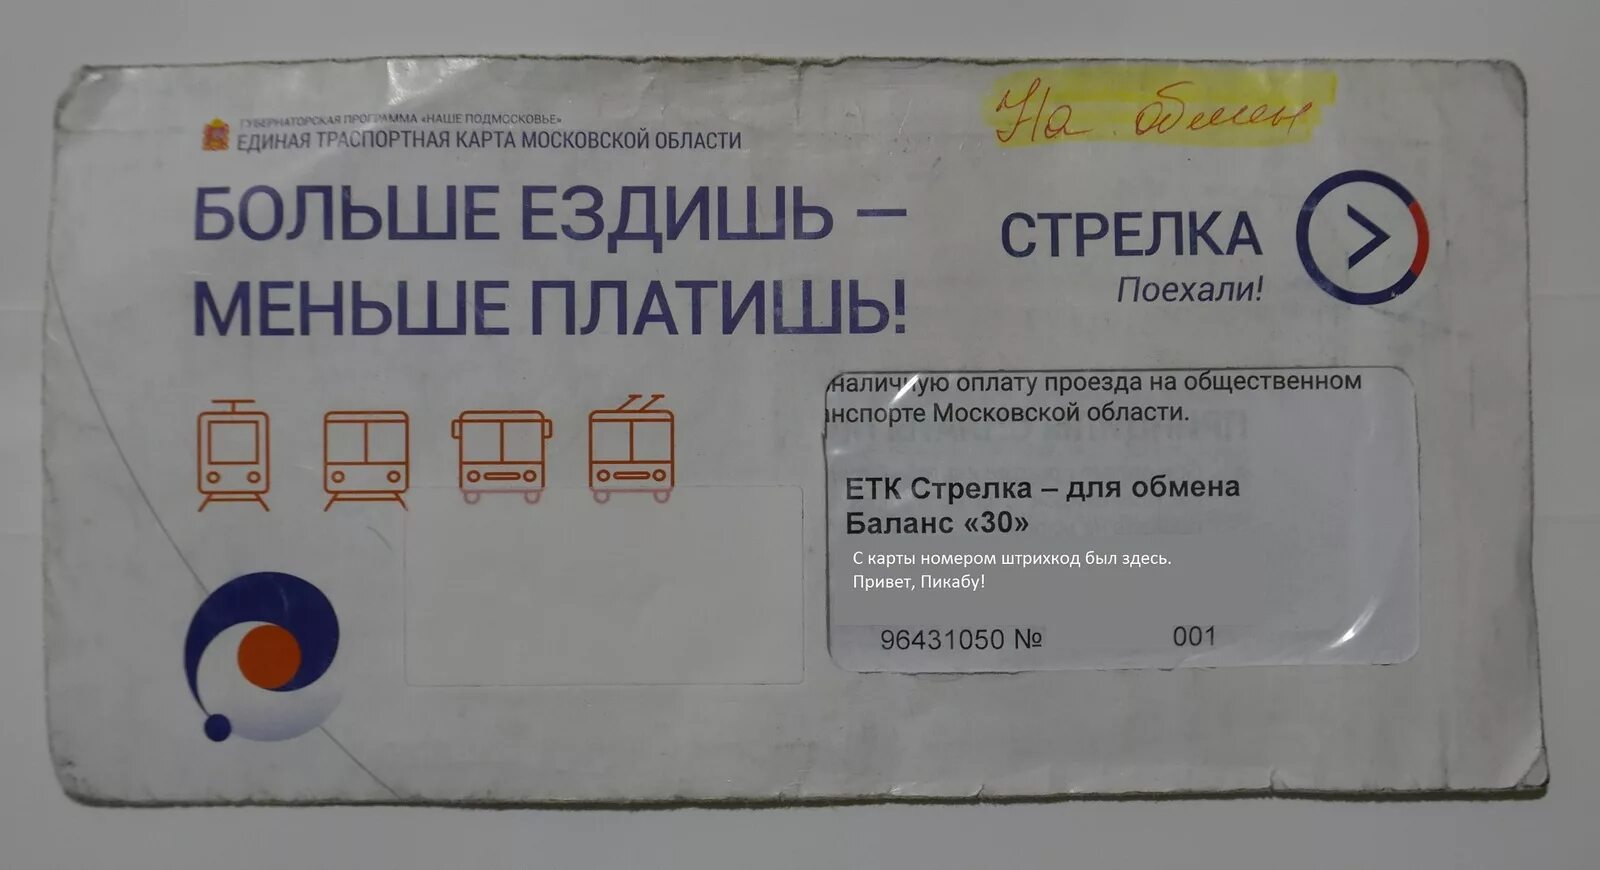 На обмены
ГУБЕРНАТОРСКАЯ ПРОГРАММА «НАШЕ ПОДМОСКОВЬЕ»
ЕДИНАЯ ТРАСПОРТНАЯ КАРТА МОСКОВСКОЙ ОБЛАСТИ
БОЛЬШЕ ЕЗДИШЬ –
МЕНЬШЕ ПЛАТИШЬ!
СТРЕЛКА
Поехали!
наличную оплату проезда на общественном
нспорте Московской области.
ЕТК Стрелка – для обмена
Баланс «30»
С карты номером штрихкод был здесь.
Привет, Пикабу!
96431050 № 001